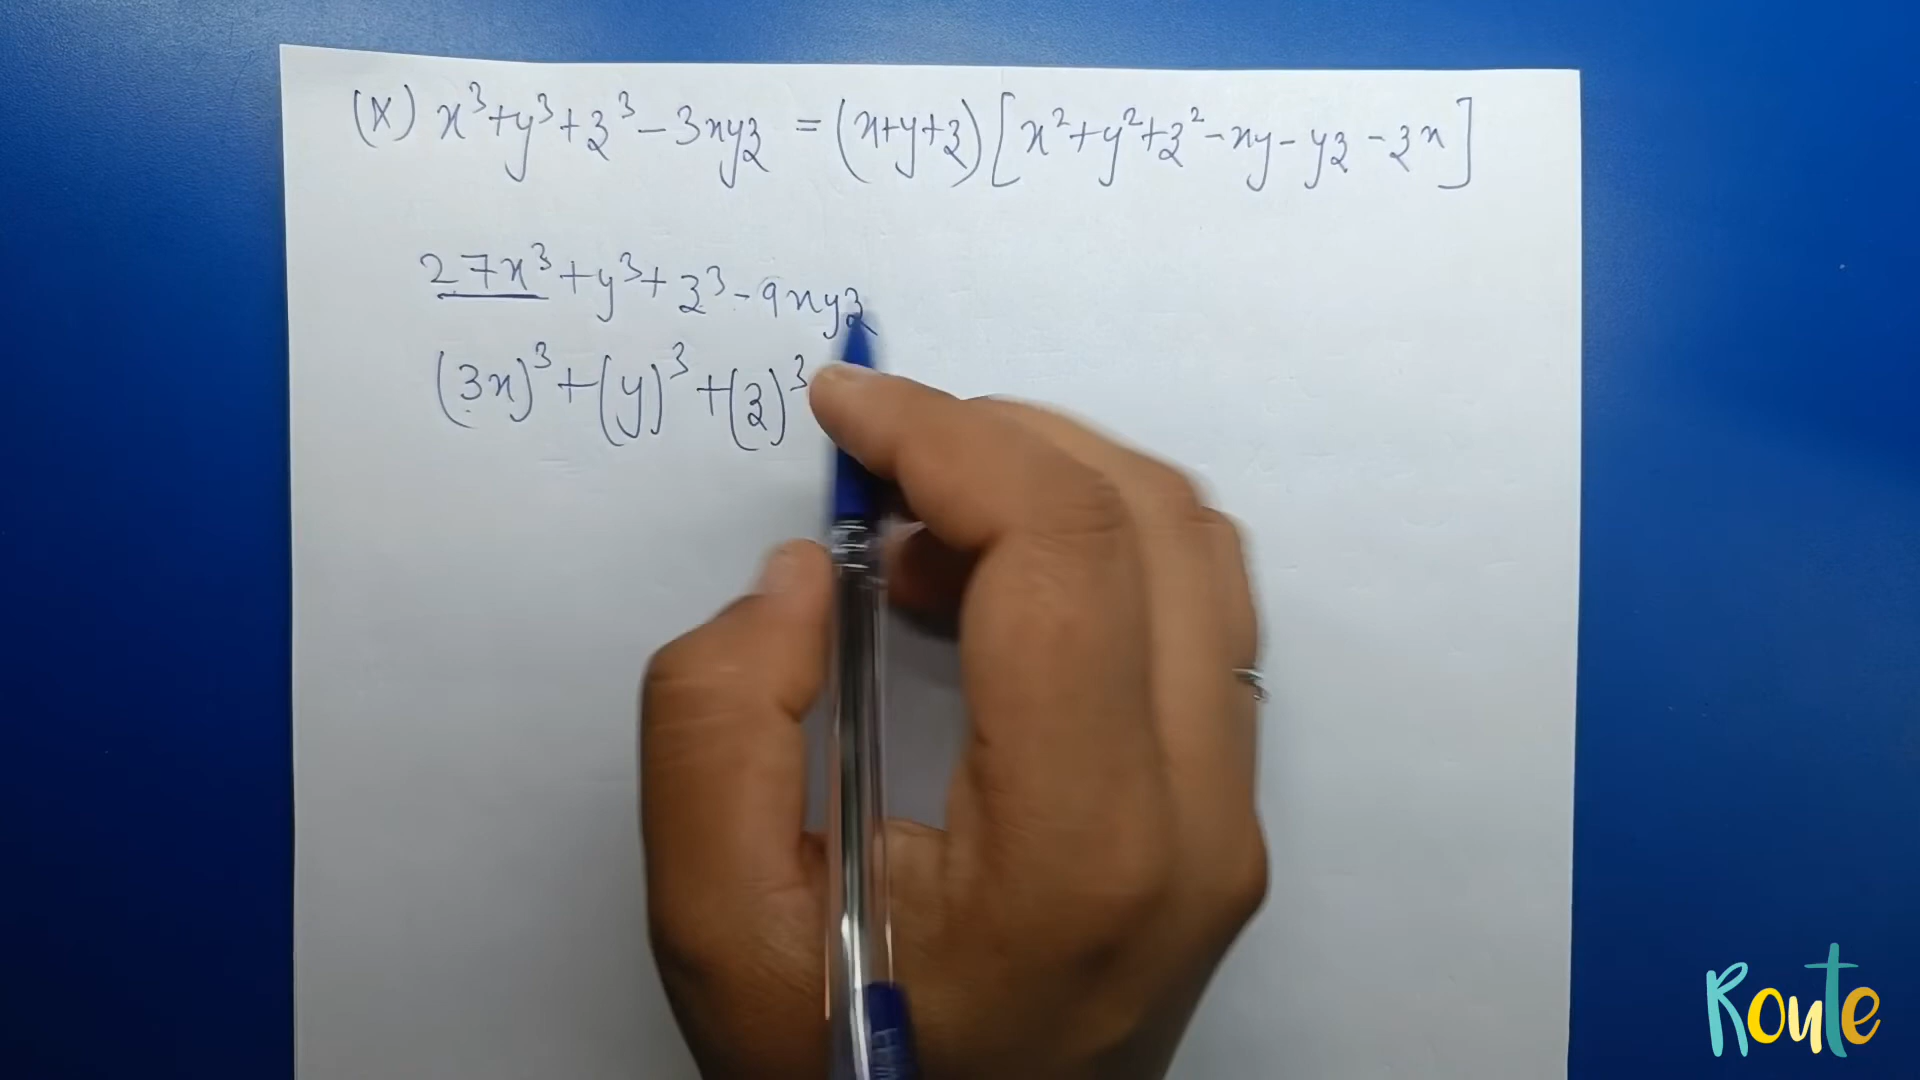 (X) x³+y³+z³-3xyz = (x+y+z)[x²+y²+z²-xy-yz-zx]
27x³+y³+z³-9xyz
(3x)³+(y)³+(z)³
Route